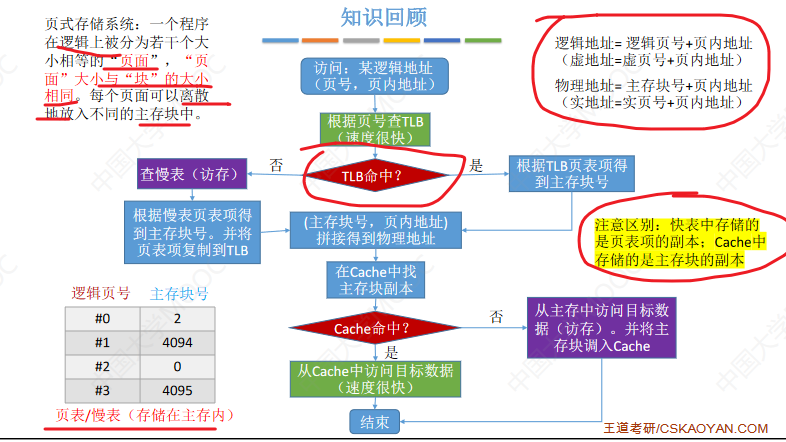 知识回顾
页式存储系统：一个程序
在逻辑上被分为若干个大
小相等的“页面”，“页
面”大小与“块”的大小
相同。每个页面可以离散
地放入不同的主存块中。
访问：某逻辑地址
（页号，页内地址）
逻辑地址= 逻辑页号+页内地址
（虚地址=虚页号+页内地址）
物理地址= 主存块号+页内地址
（实地址=实页号+页内地址）
根据页号查TLB
（速度很快）
否
TLB命中？
是
查慢表（访存）
根据TLB页表项得
到主存块号
根据慢表页表项得
到主存块号。并将
页表项复制到TLB
(主存块号，页内地址)
拼接得到物理地址
注意区别：快表中存储的
是页表项的副本；Cache中
存储的是主存块的副本
在Cache中找
主存块副本
逻辑页号 主存块号
#0 2
#1 4094
#2 0
#3 4095
页表/慢表（存储在主存内）
Cache命中？
否
从主存中访问目标数
据（访存）。并将主
存块调入Cache
是
从Cache中访问目标数据
（速度很快）
结束
王道考研/CSKAOYAN.COM